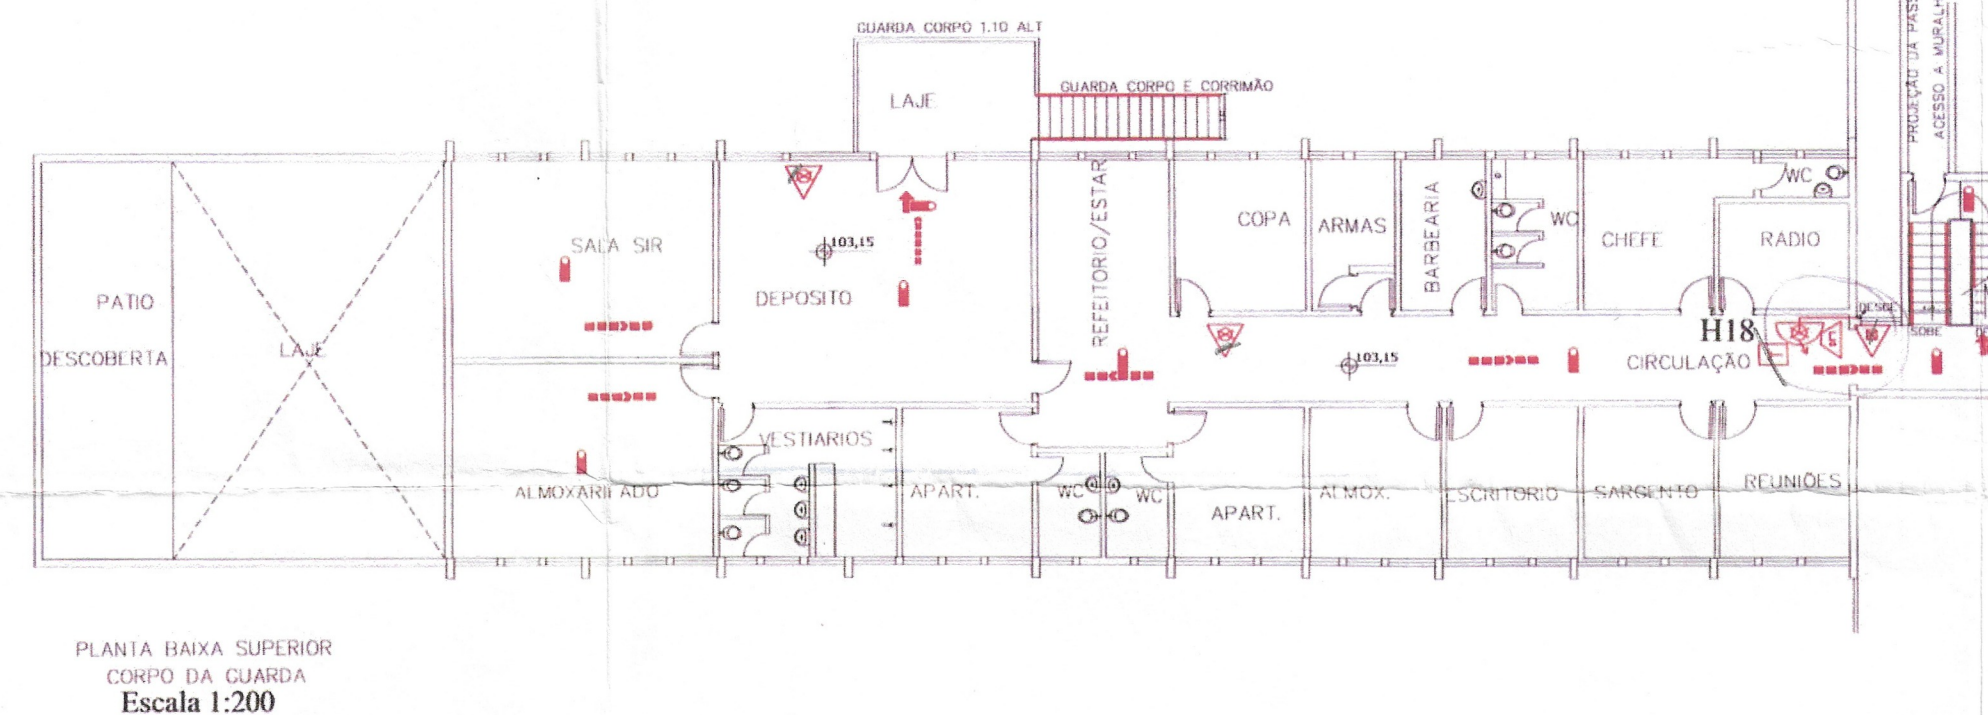 GUARDA CORPO 1.10 ALT
LAJE
GUARDA CORPO E CORRIMÃO
ACESSO A MURALH
PROJEÇÃO DA PASS
PATIO
DESCOBERTA
LAJE
SALA SIR
ALMOXARIFADO
103,15
DEPOSITO
VESTIARIOS
APART.
REFEITORIO/ESTAR
WC
WC
COPA
ARMAS
BARBEARIA
WC
CHEFE
WC
RADIO
103,15
CIRCULAÇÃO
H18
DESCE
SOBE
DE
APART.
ALMOX.
ESCRITORIO
SARGENTO
REUNIÕES
PLANTA BAIXA SUPERIOR
CORPO DA GUARDA
Escala 1:200